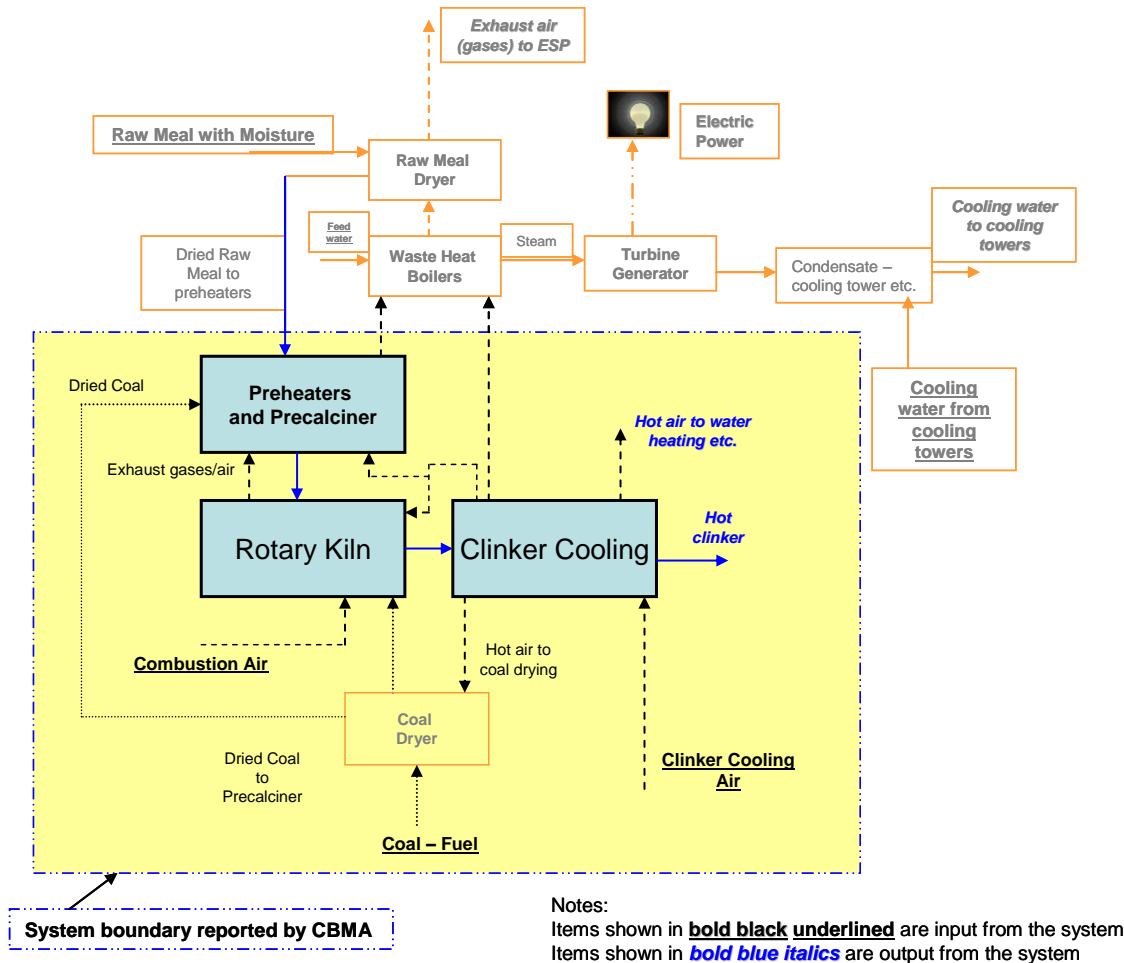 Exhaust air
(gases) to ESP
Raw Meal with Moisture
Raw Meal
Dryer
Electric
Power
Feed
water
Waste Heat
Boilers
Steam
Turbine
Generator
Condensate –
cooling tower etc.
Cooling water
to cooling
towers
Dried Raw
Meal to
preheaters
Cooling
water from
cooling
towers
Dried Coal
Preheaters
and Precalciner
Hot air to water
heating etc.
Exhaust gases/air
Rotary Kiln
Clinker Cooling
Hot
clinker
Combustion Air
Hot air to
coal drying
Coal
Dryer
Dried Coal
to
Precalciner
Clinker Cooling
Air
Coal – Fuel
System boundary reported by CBMA
Notes:
Items shown in bold black underlined are input from the system
Items shown in bold blue italics are output from the system